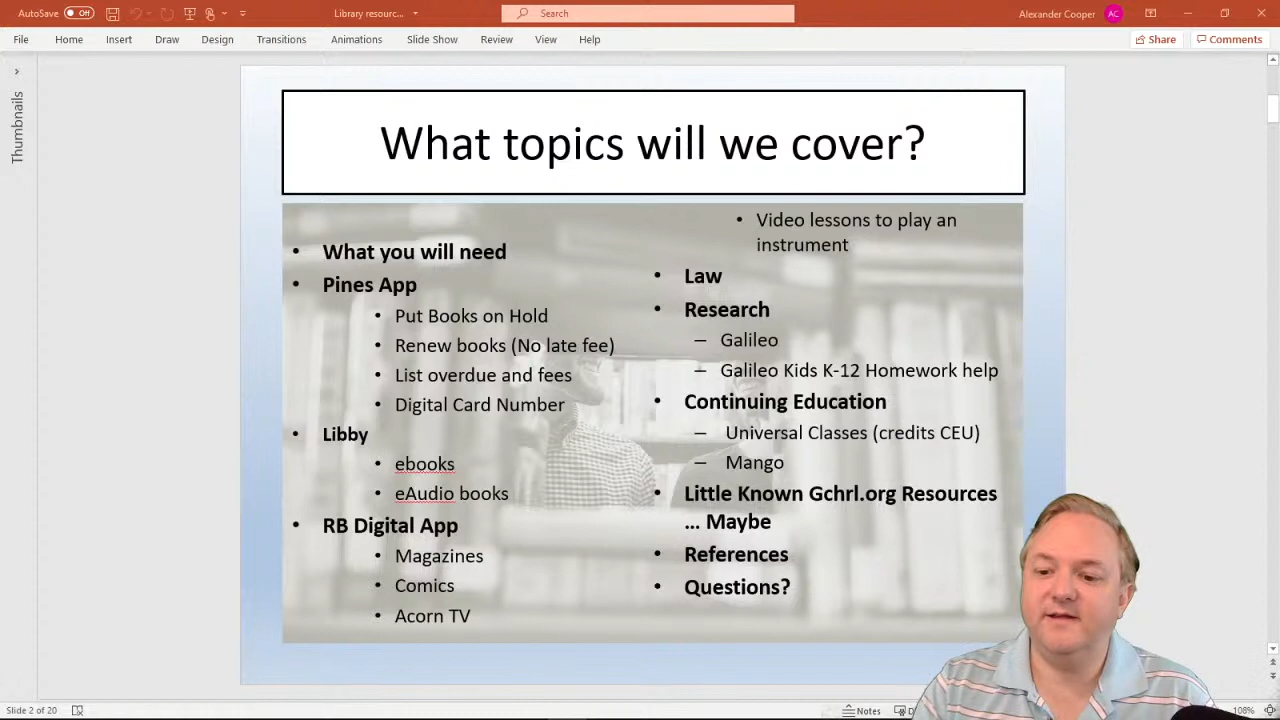 AutoSave Off Library resourc... Search Alexander Cooper AC
File Home Insert Draw Design Transitions Animations Slide Show Review View Help Share Comments
Thumbnails
What topics will we cover?
• What you will need
• Pines App
• Put Books on Hold
• Renew books (No late fee)
• List overdue and fees
• Digital Card Number
• Libby
• ebooks
• eAudio books
• RB Digital App
• Magazines
• Comics
• Acorn TV
• Video lessons to play an
instrument
• Law
• Research
– Galileo
– Galileo Kids K-12 Homework help
• Continuing Education
– Universal Classes (credits CEU)
– Mango
• Little Known Gchrl.org Resources
... Maybe
• References
• Questions?
Slide 2 of 20 Notes 108%